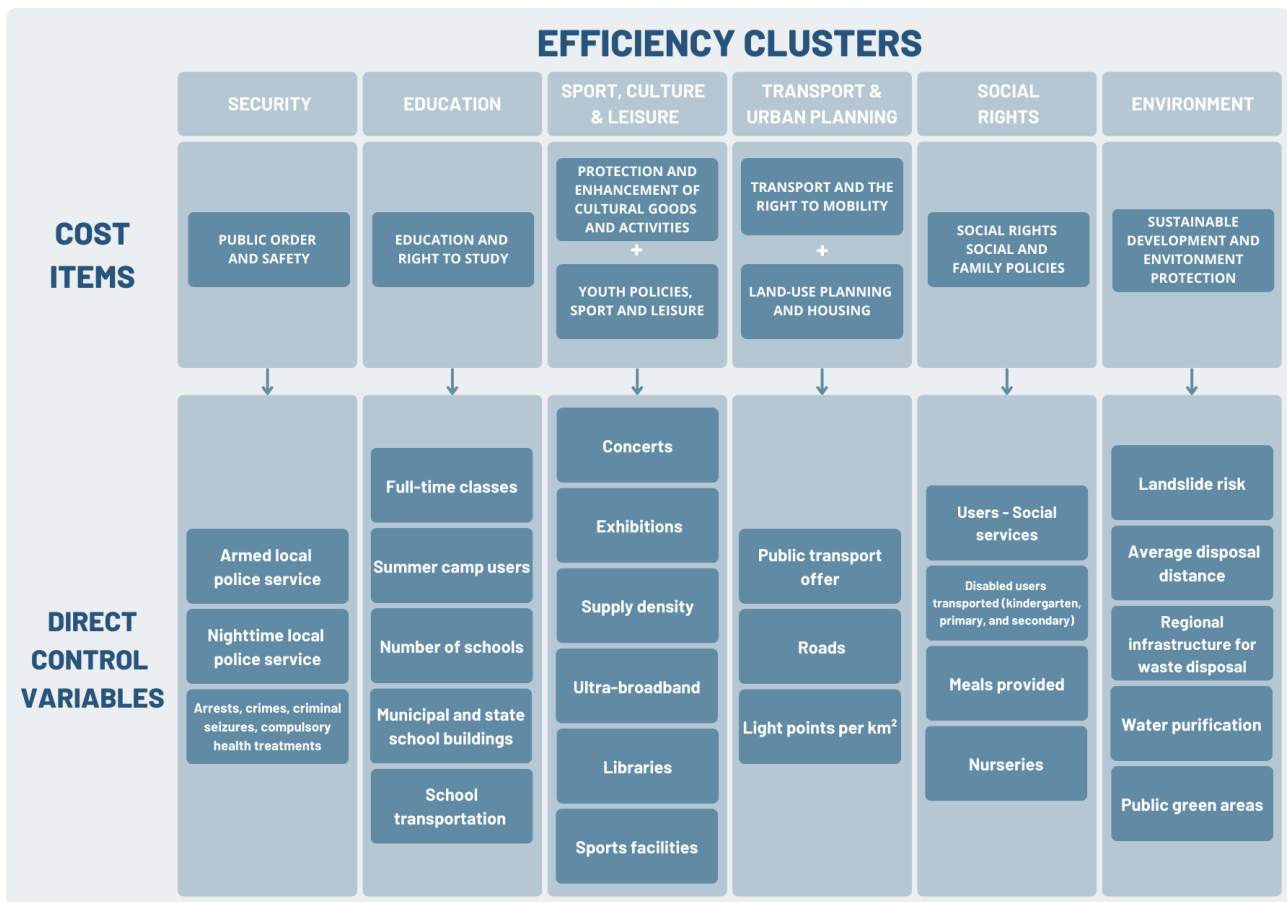 EFFICIENCY CLUSTERS
SECURITY
EDUCATION
SPORT, CULTURE
& LEISURE
TRANSPORT &
URBAN PLANNING
SOCIAL
RIGHTS
ENVIRONMENT
COST
ITEMS
PUBLIC ORDER
AND SAFETY
EDUCATION AND
RIGHT TO STUDY
PROTECTION AND
ENHANCEMENT OF
CULTURAL GOODS
AND ACTIVITIES
+
YOUTH POLICIES,
SPORT AND LEISURE
TRANSPORT AND THE
RIGHT TO MOBILITY
+
LAND-USE PLANNING
AND HOUSING
SOCIAL RIGHTS
SOCIAL AND
FAMILY POLICIES
SUSTAINABLE
DEVELOPMENT AND
ENVITONMENT
PROTECTION
DIRECT
CONTROL
VARIABLES
Armed local
police service
Nighttime local
police service
Arrests, crimes, criminal
seizures, compulsory
health treatments
Full-time classes
Summer camp users
Number of schools
Municipal and state
school buildings
School
transportation
Concerts
Exhibitions
Supply density
Ultra-broadband
Libraries
Sports facilities
Public transport
offer
Roads
Light points per km²
Users - Social
services
Disabled users
transported (kindergarten,
primary, and secondary)
Meals provided
Nurseries
Landslide risk
Average disposal
distance
Regional
infrastructure for
waste disposal
Water purification
Public green areas